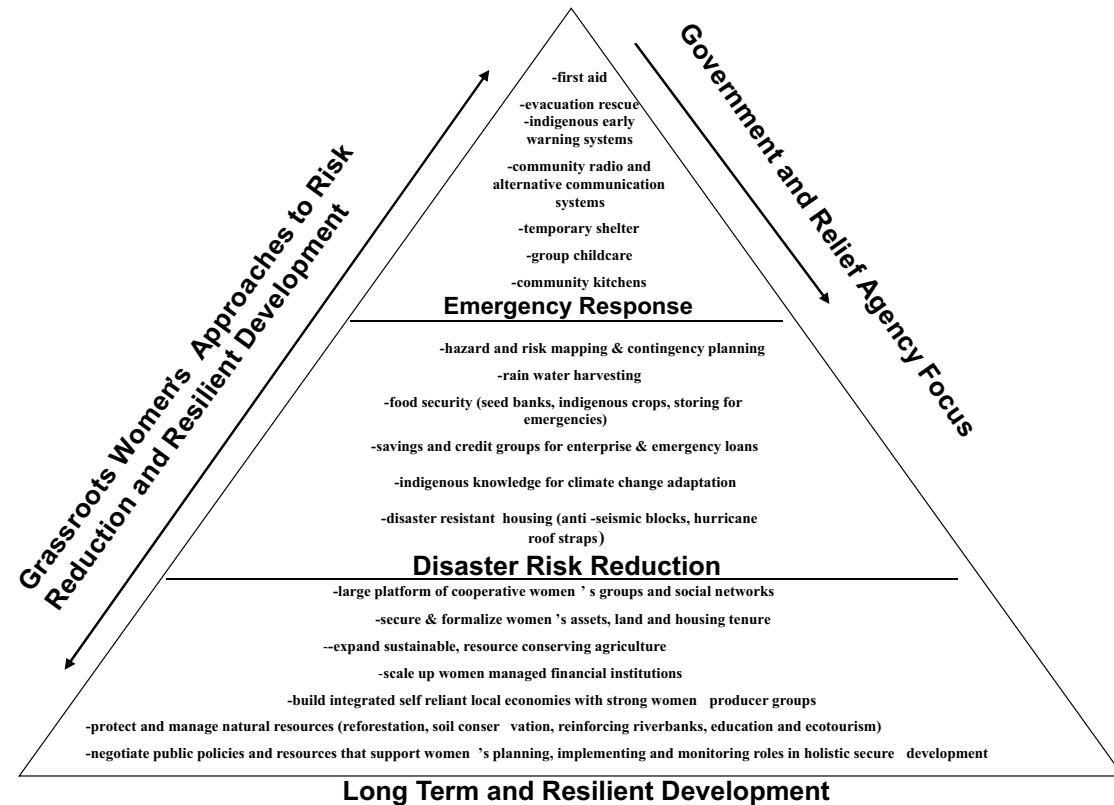 Grassroots Women's Approaches to Risk
Reduction and Resilient Development
Government and Relief Agency Focus
-first aid
-evacuation rescue
-indigenous early
warning systems
-community radio and
alternative communication
systems
-temporary shelter
-group childcare
-community kitchens
Emergency Response
-hazard and risk mapping & contingency planning
-rain water harvesting
-food security (seed banks, indigenous crops, storing for
emergencies)
-savings and credit groups for enterprise & emergency loans
-indigenous knowledge for climate change adaptation
-disaster resistant housing (anti -seismic blocks, hurricane
roof straps)
Disaster Risk Reduction
-large platform of cooperative women ' s groups and social networks
-secure & formalize women 's assets, land and housing tenure
--expand sustainable, resource conserving agriculture
-scale up women managed financial institutions
-build integrated self reliant local economies with strong women producer groups
-protect and manage natural resources (reforestation, soil conser vation, reinforcing riverbanks, education and ecotourism)
-negotiate public policies and resources that support women 's planning, implementing and monitoring roles in holistic secure development
Long Term and Resilient Development